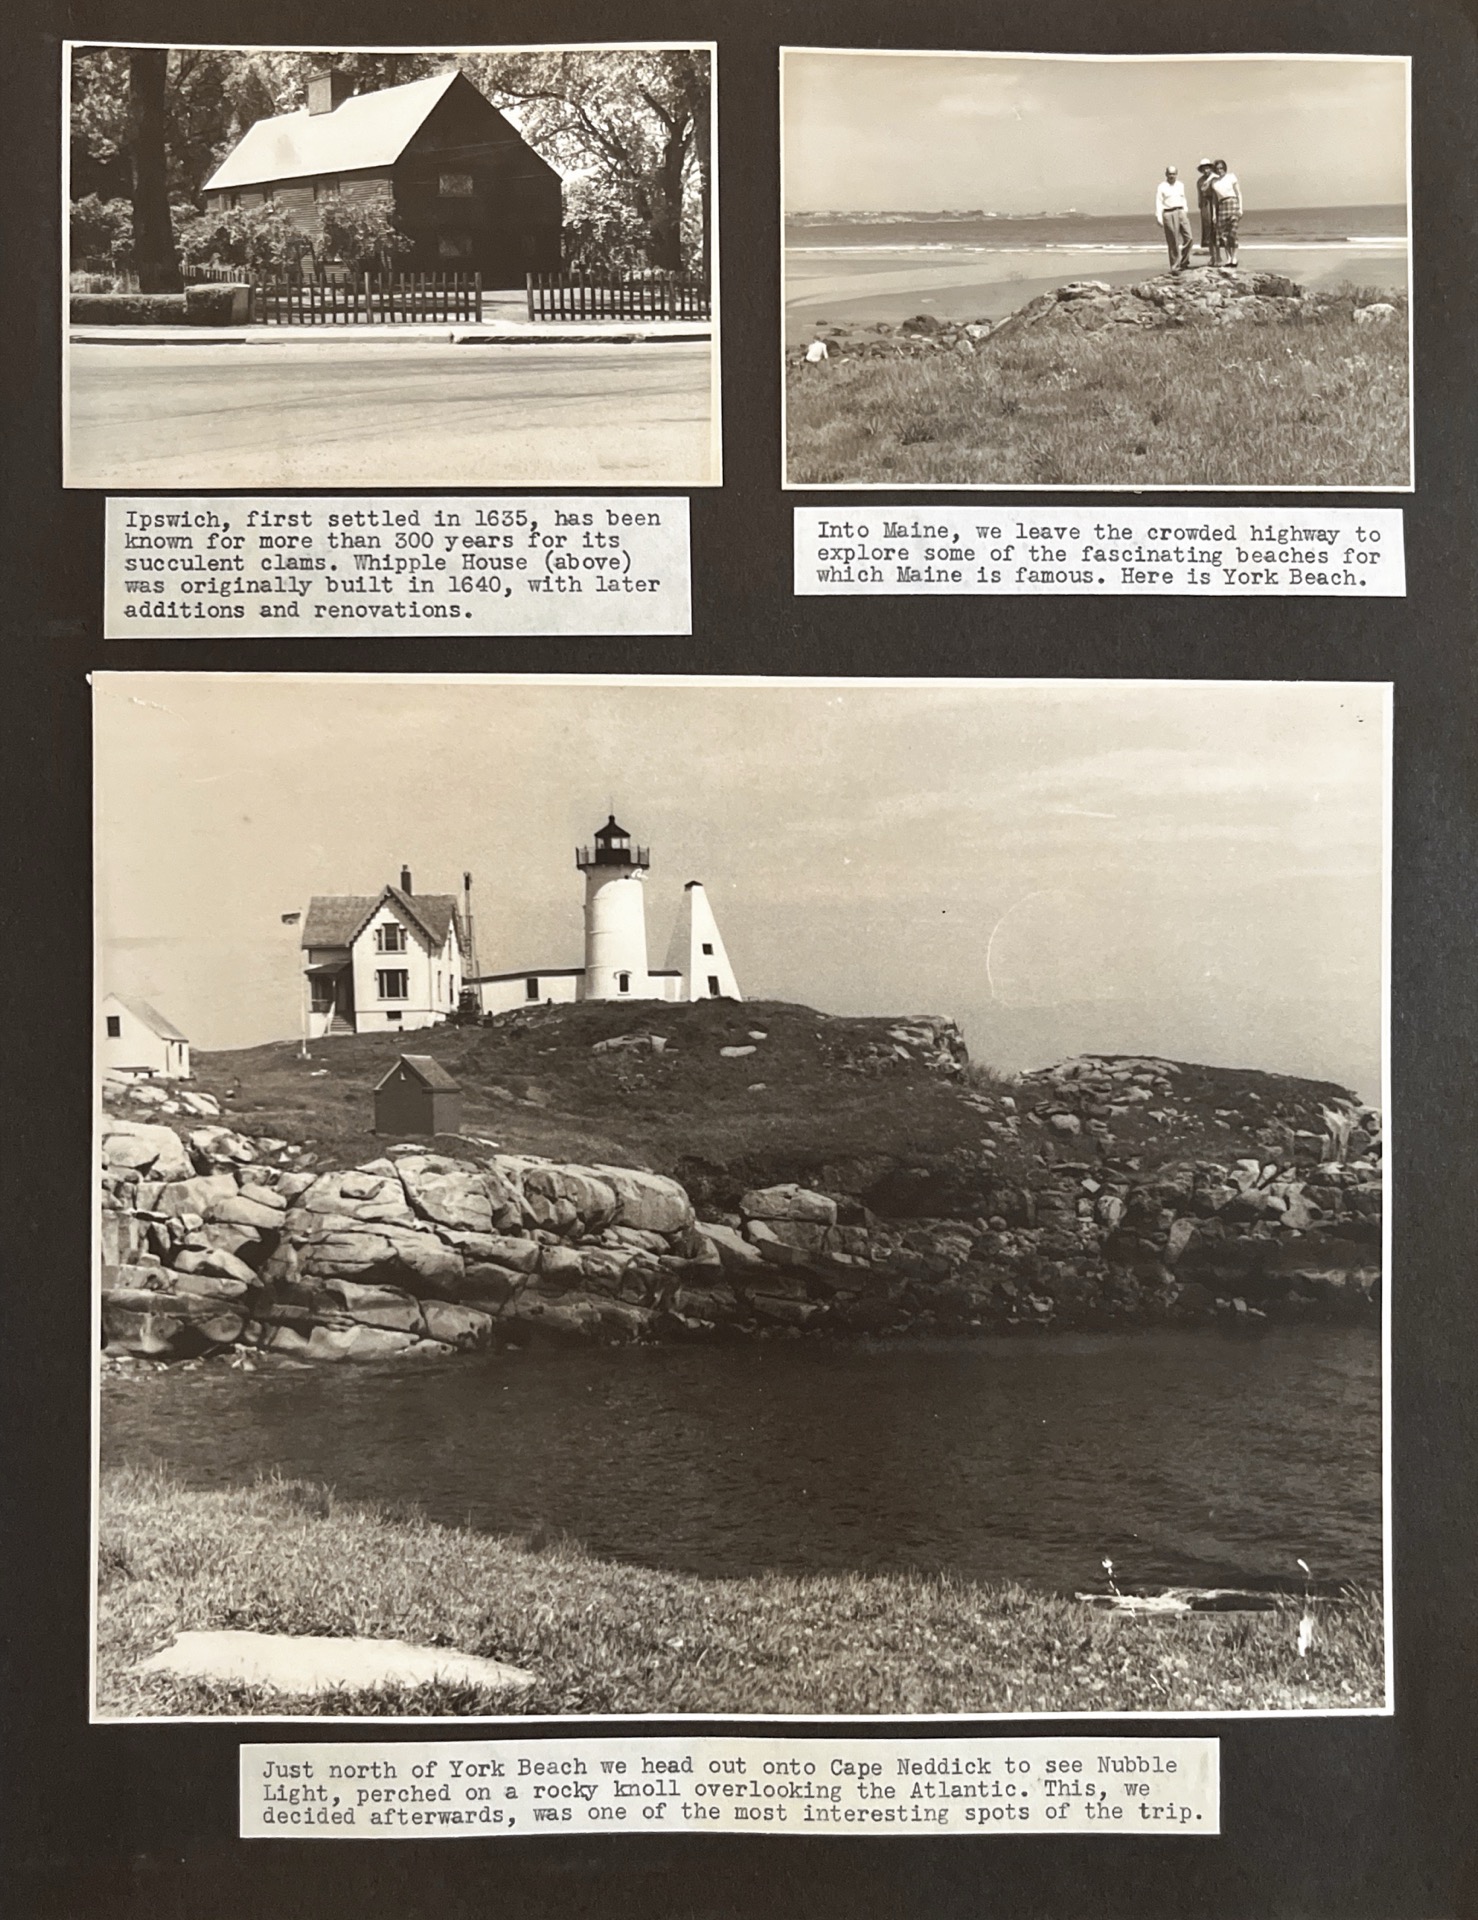 Ipswich, first settled in 1635, has been
known for more than 300 years for its
succulent clams. Whipple House (above)
was originally built in 1640, with later
additions and renovations.
Into Maine, we leave the crowded highway to
explore some of the fascinating beaches for
which Maine is famous. Here is York Beach.
Just north of York Beach we head out onto Cape Neddick to see Nubble
Light, perched on a rocky knoll overlooking the Atlantic. This, we
decided afterwards, was one of the most interesting spots of the trip.